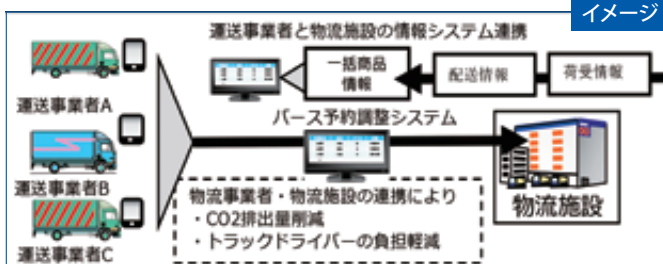 イメージ
運送事業者と物流施設の情報システム連携
一括商品
情報
配送情報
荷受情報
運送事業者A
バース予約調整システム
運送事業者B
物流事業者・物流施設の連携により
・CO2排出量削減
・トラックドライバーの負担軽減
物流施設
運送事業者C